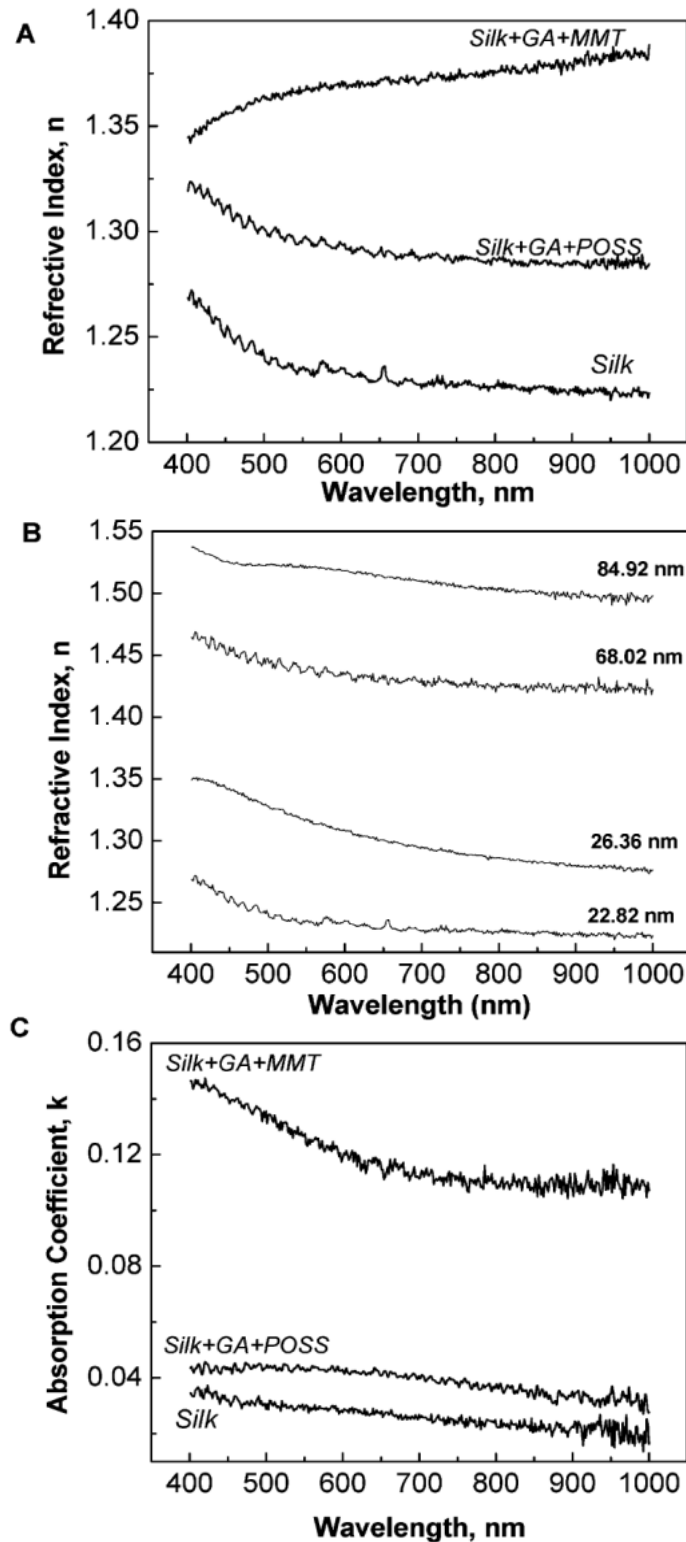 A
1.40
1.35
1.30
1.25
1.20
Refrective Index, n
Silk+GA+MMT
Silk+GA+POSS
Silk
400 500 600 700 800 900 1000
Wavelength, nm
B
1.55
1.50
1.45
1.40
1.35
1.30
1.25
Refractive Index, n
84.92 nm
68.02 nm
26.36 nm
22.82 nm
400 500 600 700 800 900 1000
Wavelength (nm)
C
0.16
0.12
0.08
0.04
Absorption Coefficient, k
Silk+GA+MMT
Silk+GA+POSS
Silk
400 500 600 700 800 900 1000
Wavelength, nm